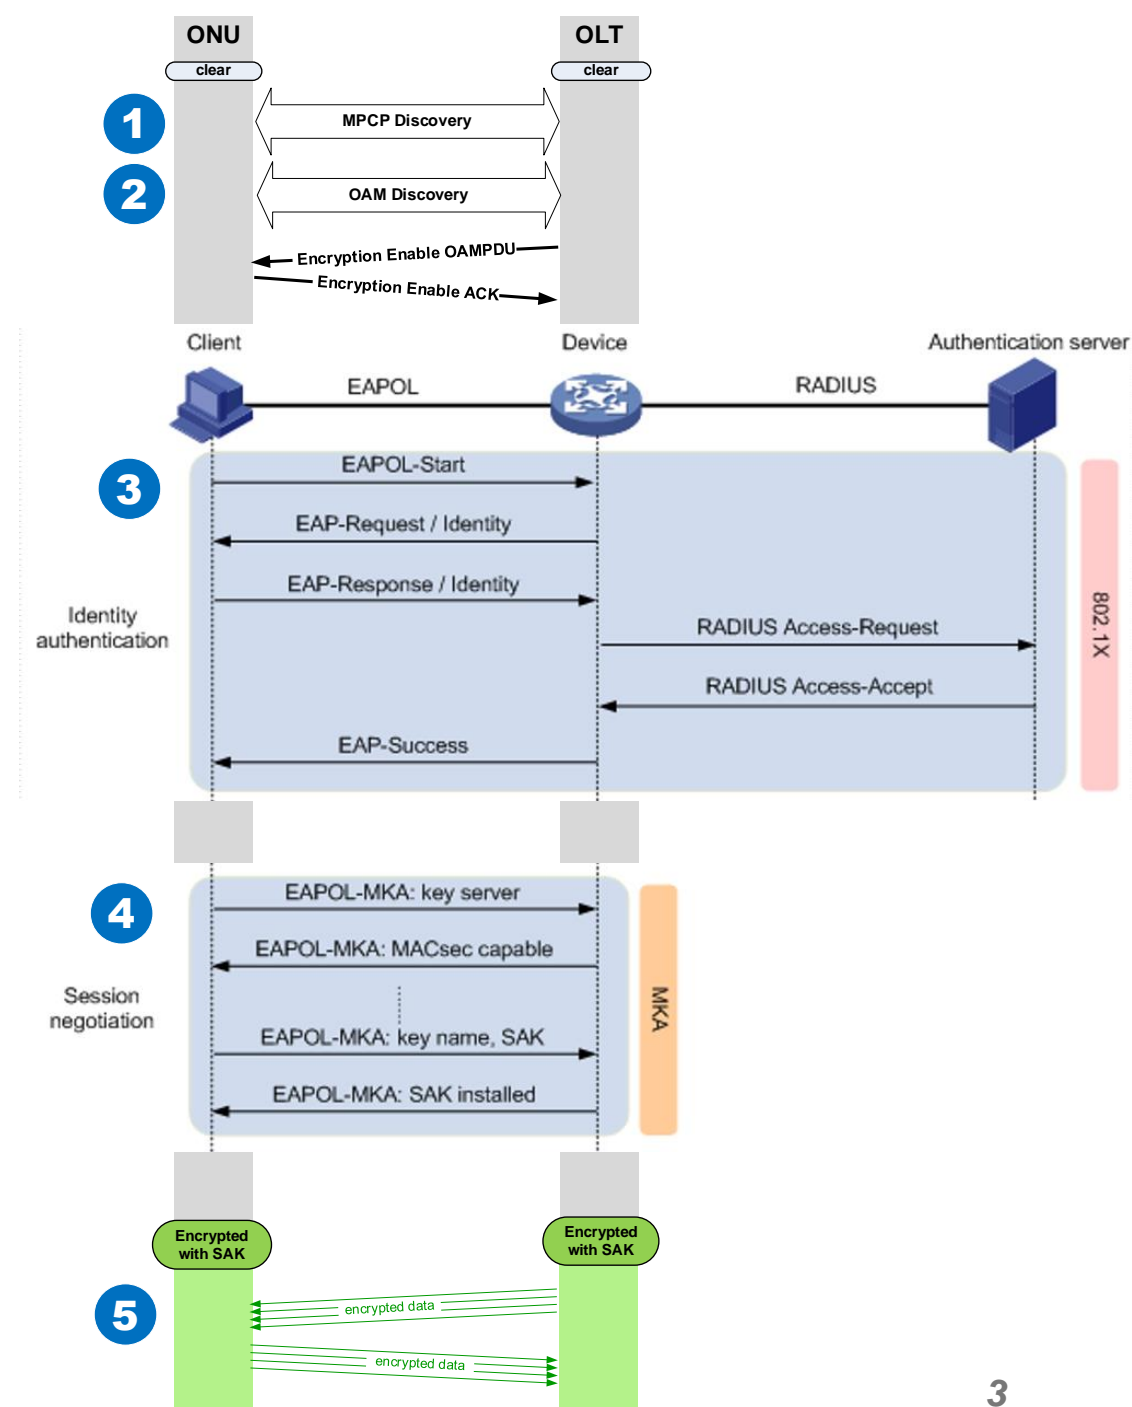 ONU
OLT
clear
clear
1
MPCP Discovery
2
OAM Discovery
Encryption Enable OAMPDU
Encryption Enable ACK
Client
Device
Authentication server
EAPOL
RADIUS
3
EAPOL-Start
EAP-Request / Identity
EAP-Response / Identity
Identity
authentication
RADIUS Access-Request
802.1X
RADIUS Access-Accept
EAP-Success
4
EAPOL-MKA: key server
EAPOL-MKA: MACsec capable
Session
negotiation
MKA
EAPOL-MKA: key name, SAK
EAPOL-MKA: SAK installed
Encrypted
with SAK
Encrypted
with SAK
5
encrypted data
encrypted data
3